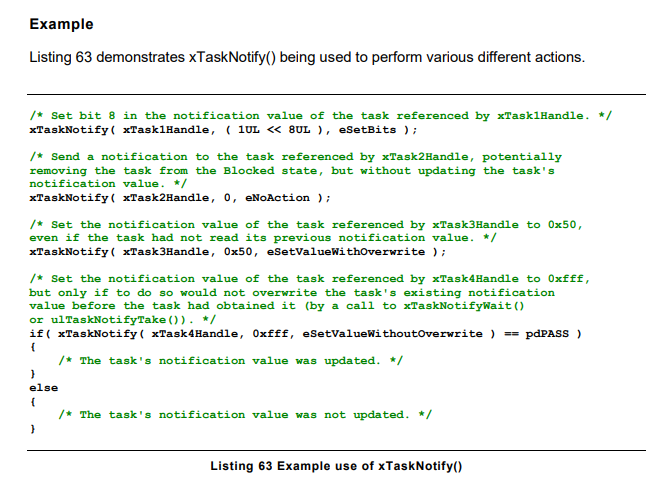 Example
Listing 63 demonstrates xTaskNotify() being used to perform various different actions.
/* Set bit 8 in the notification value of the task referenced by xTask1Handle. */
xTaskNotify( xTask1Handle, ( 1UL << 8UL ), eSetBits );
/* Send a notification to the task referenced by xTask2Handle, potentially
removing the task from the Blocked state, but without updating the task's
notification value. */
xTaskNotify( xTask2Handle, 0, eNoAction );
/* Set the notification value of the task referenced by xTask3Handle to 0x50,
even if the task had not read its previous notification value. */
xTaskNotify( xTask3Handle, 0x50, eSetValueWithOverwrite );
/* Set the notification value of the task referenced by xTask4Handle to 0xfff,
but only if to do so would not overwrite the task's existing notification
value before the task had obtained it (by a call to xTaskNotifyWait()
or ulTaskNotifyTake()). */
if( xTaskNotify( xTask4Handle, 0xfff, eSetValueWithoutOverwrite ) == pdPASS )
{
    /* The task's notification value was updated. */
}
else
{
    /* The task's notification value was not updated. */
}
Listing 63 Example use of xTaskNotify()